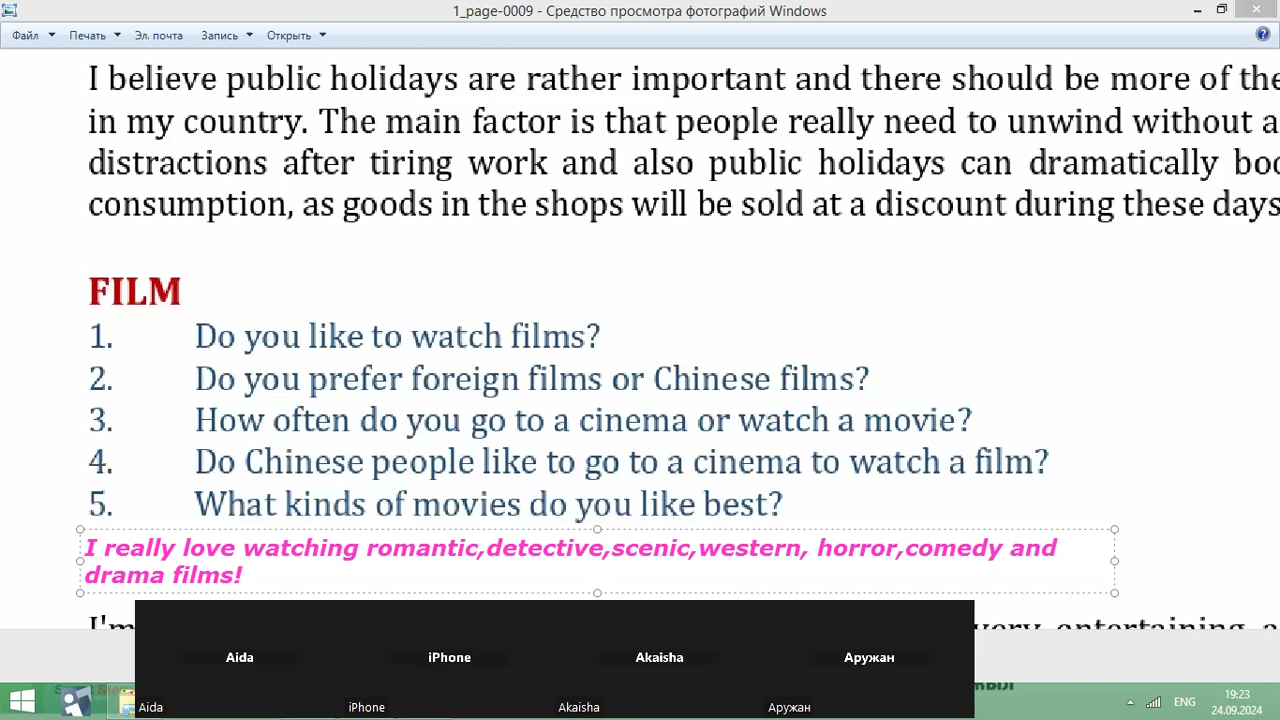 1_page-0009 - Средство просмотра фотографий Windows
Файл Печать Эл. почта Запись Открыть
I believe public holidays are rather important and there should be more of the
in my country. The main factor is that people really need to unwind without a
distractions after tiring work and also public holidays can dramatically boo
consumption, as goods in the shops will be sold at a discount during these days
FILM
1. Do you like to watch films?
2. Do you prefer foreign films or Chinese films?
3. How often do you go to a cinema or watch a movie?
4. Do Chinese people like to go to a cinema to watch a film?
5. What kinds of movies do you like best?
I really love watching romantic,detective,scenic,western, horror,comedy and
drama films!
I'm very entertaining a
Aida iPhone Akaisha Аружан
Aida iPhone Akaisha Аружан
ENG
19:23
24.09.2024